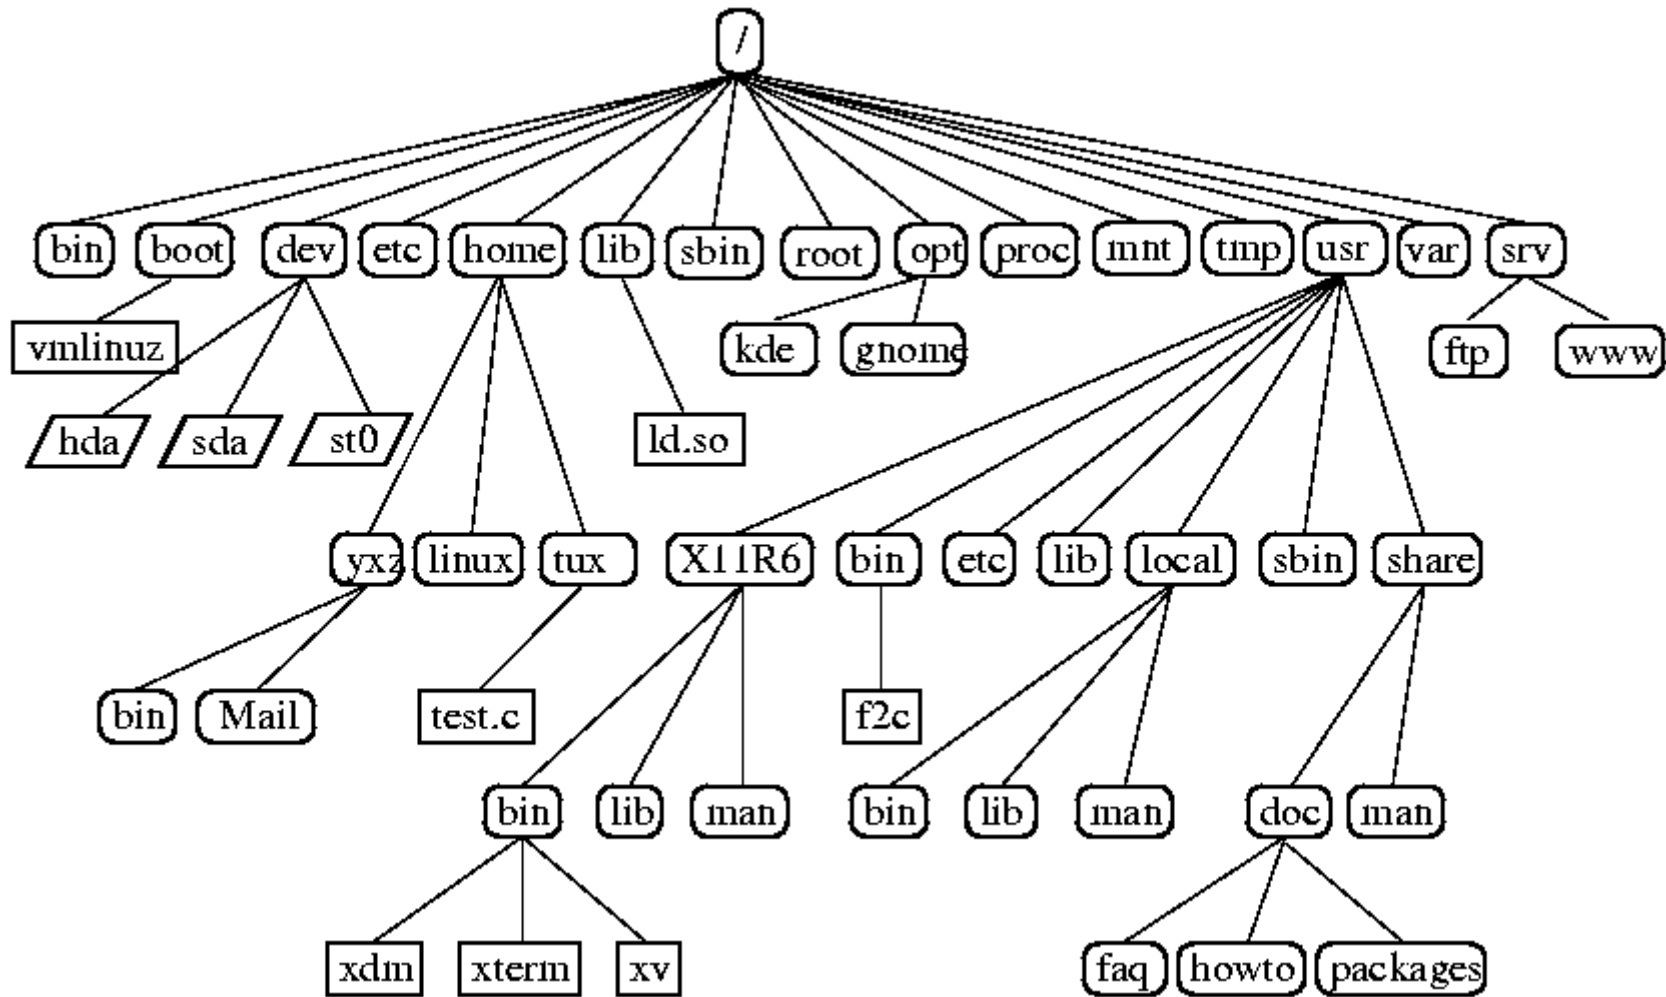 /
bin boot dev etc home lib sbin root opt proc mnt tmp usr var srv
vmlinuz kde gnome ftp www
hda sda st0 ld.so
yxz linux tux X11R6 bin etc lib local sbin share
bin Mail test.c f2c
bin lib man bin lib man doc man
xdm xterm xv faq howto packages